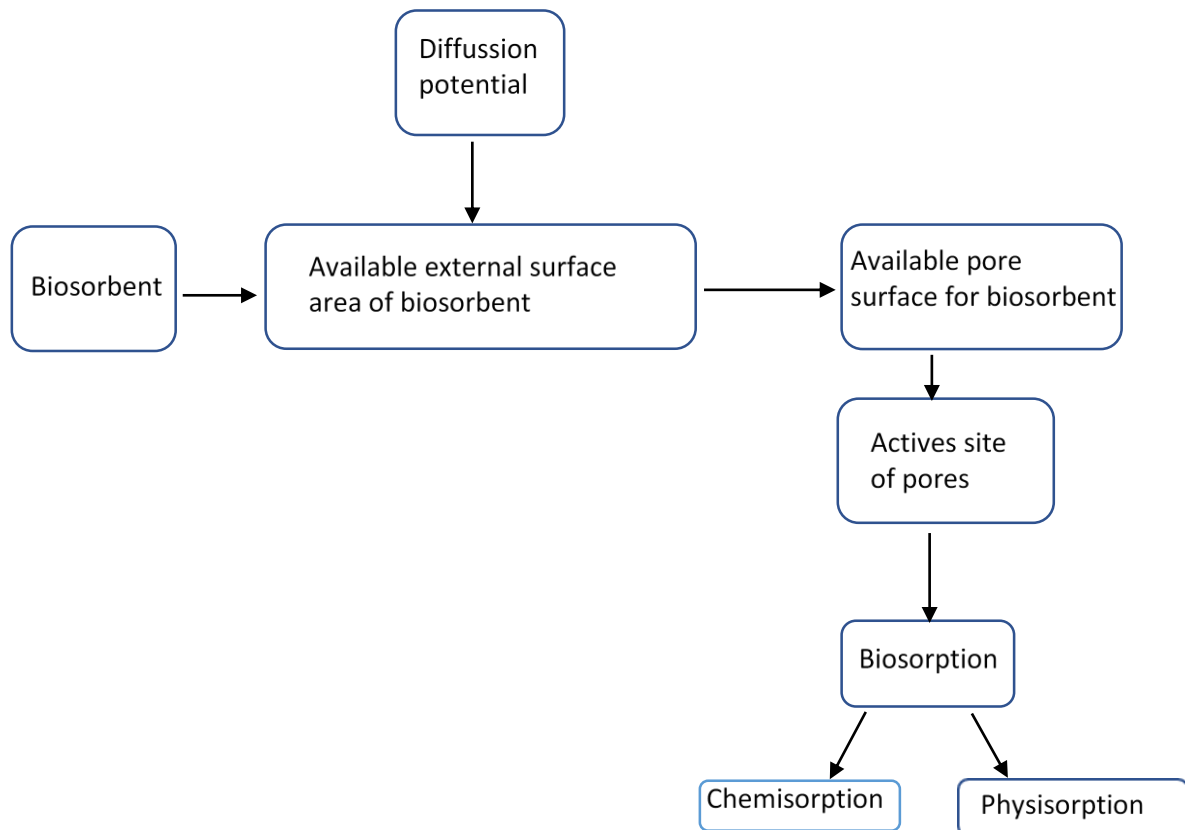 Diffussion
potential
Biosorbent
Available external surface
area of biosorbent
Available pore
surface for biosorbent
Actives site
of pores
Biosorption
Chemisorption
Physisorption